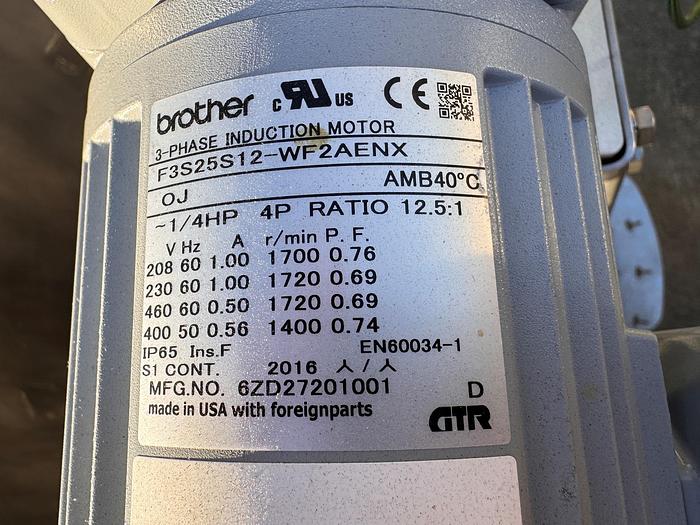 brother c UR US CE
3-PHASE INDUCTION MOTOR
F3S25S12-WF2AENX
OJ AMB40°C
~1/4HP 4P RATIO 12.5:1
V Hz A r/min P. F.
208 60 1.00 1700 0.76
230 60 1.00 1720 0.69
460 60 0.50 1720 0.69
400 50 0.56 1400 0.74
IP65 Ins.F EN60034-1
S1 CONT. 2016 人/人
MFG.NO. 6ZD27201001 D
made in USA with foreignparts GTR